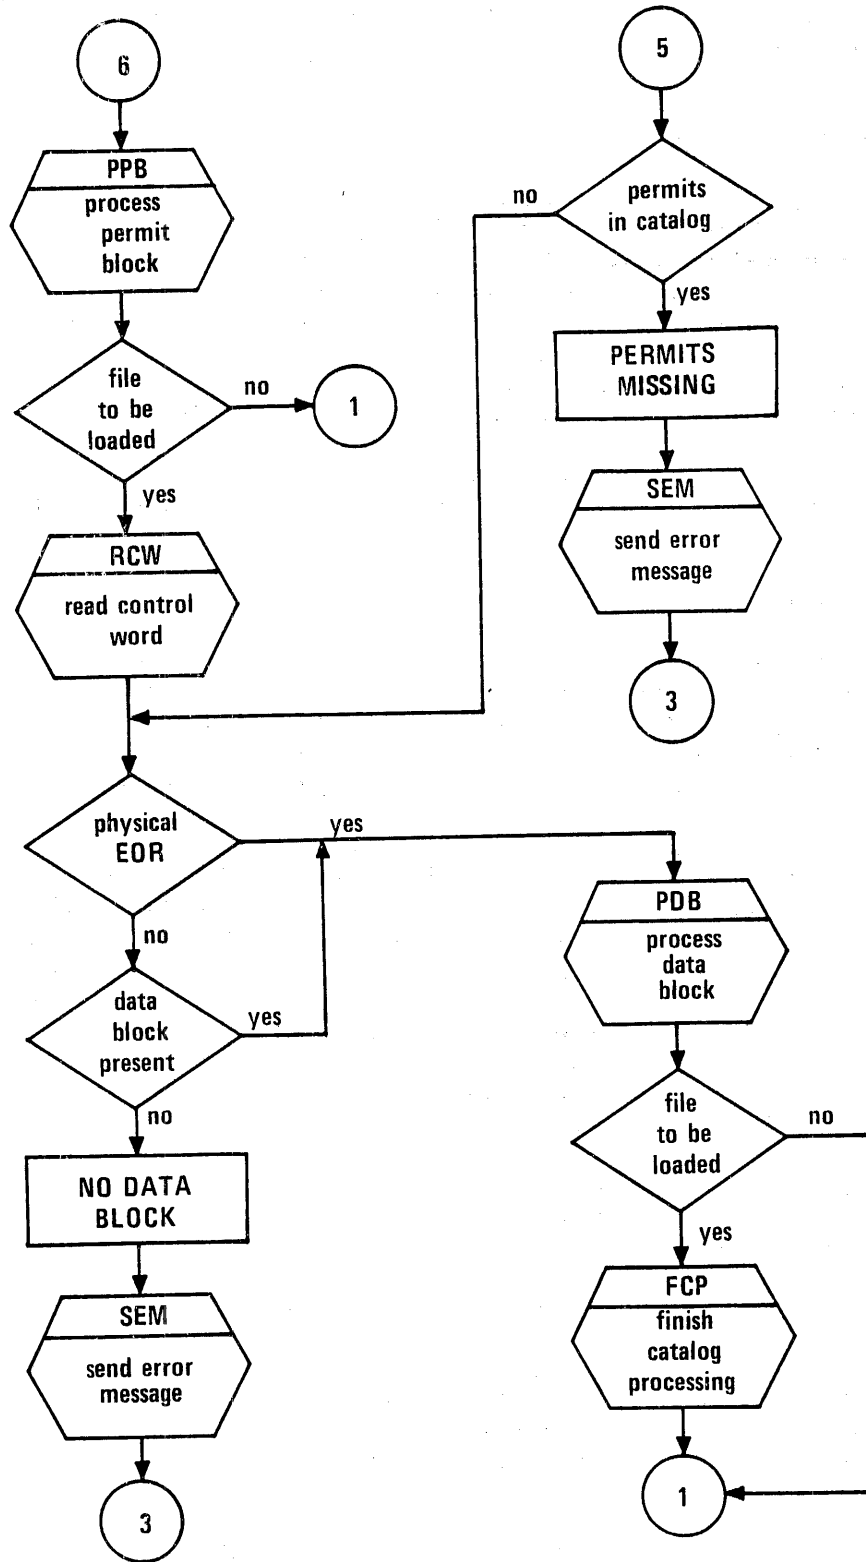 6
PPB
process
permit
block
file
to be
loaded
no
1
yes
RCW
read control
word
physical
EOR
yes
no
data
block
present
yes
no
NO DATA
BLOCK
SEM
send error
message
3
5
permits
in catalog
no
yes
PERMITS
MISSING
SEM
send error
message
3
PDB
process
data
block
file
to be
loaded
no
yes
FCP
finish
catalog
processing
1